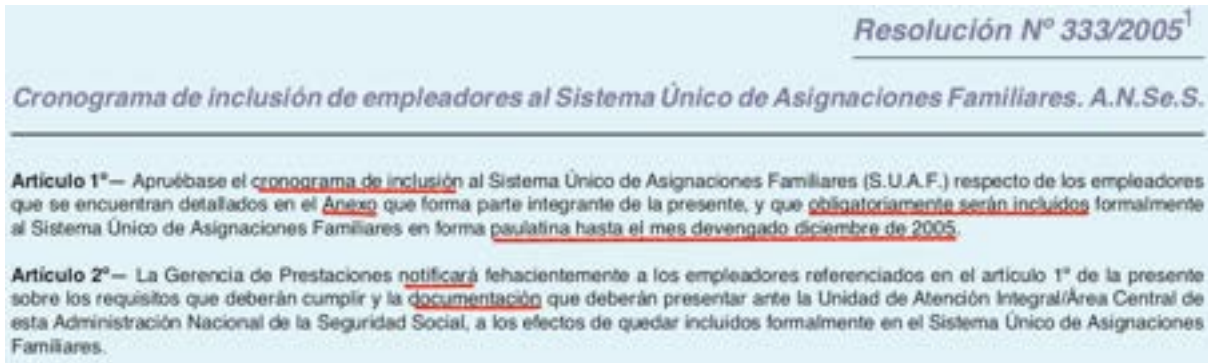 Resolución Nº 333/2005¹
Cronograma de inclusión de empleadores al Sistema Único de Asignaciones Familiares. A.N.Se.S.
Artículo 1º— Apruébase el cronograma de inclusión al Sistema Único de Asignaciones Familiares (S.U.A.F.) respecto de los empleadores
que se encuentran detallados en el Anexo que forma parte integrante de la presente, y que obligatoriamente serán incluidos formalmente
al Sistema Único de Asignaciones Familiares en forma paulatina hasta el mes devengado diciembre de 2005.
Artículo 2º— La Gerencia de Prestaciones notificará fehacientemente a los empleadores referenciados en el artículo 1º de la presente
sobre los requisitos que deberán cumplir y la documentación que deberán presentar ante la Unidad de Atención Integral/Área Central de
esta Administración Nacional de la Seguridad Social, a los efectos de quedar incluidos formalmente en el Sistema Único de Asignaciones
Familiares.